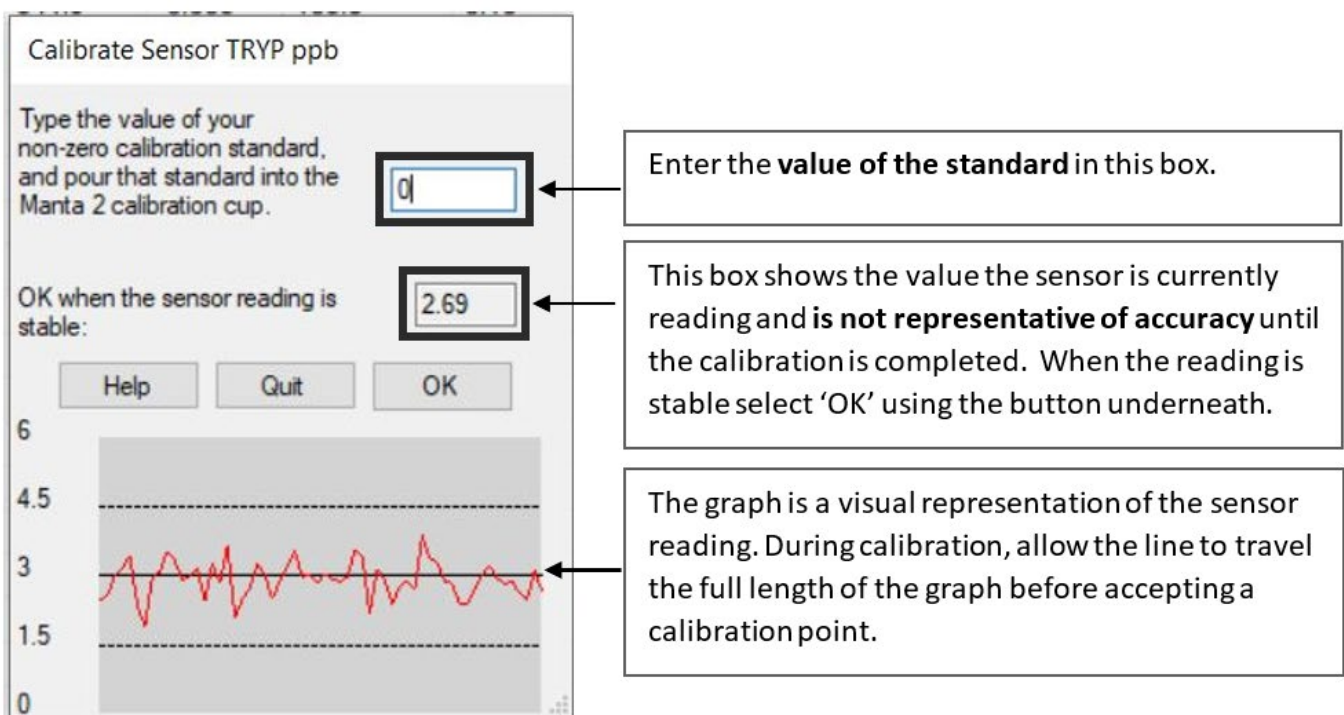 Calibrate Sensor TRYP ppb
Type the value of your
non-zero calibration standard,
and pour that standard into the
Manta 2 calibration cup.
0
OK when the sensor reading is
stable:
2.69
Help
Quit
OK
6
4.5
3
1.5
0
Enter the value of the standard in this box.
This box shows the value the sensor is currently
reading and is not representative of accuracy until
the calibration is completed. When the reading is
stable select ‘OK’ using the button underneath.
The graph is a visual representation of the sensor
reading. During calibration, allow the line to travel
the full length of the graph before accepting a
calibration point.